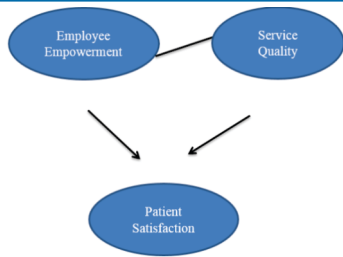 Employee
Empowerment
Service
Quality
Patient
Satisfaction